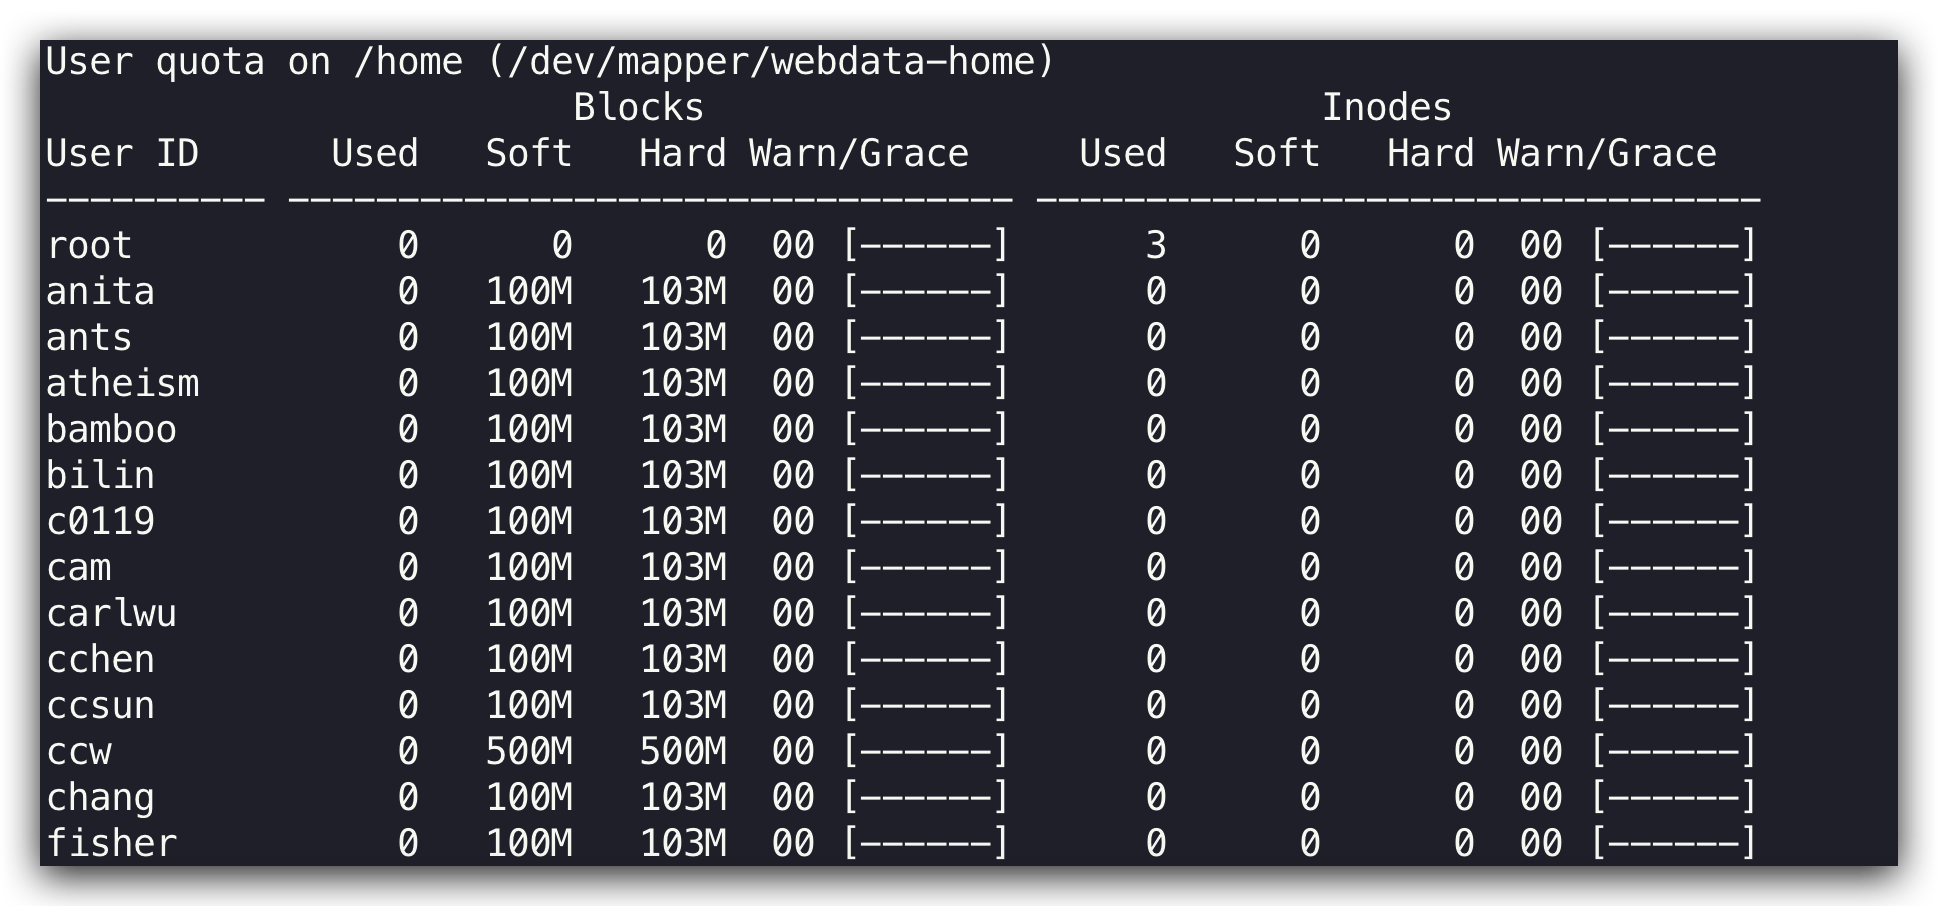 User quota on /home (/dev/mapper/webdata-home)
                        Blocks                            Inodes
User ID      Used   Soft   Hard Warn/Grace     Used   Soft   Hard Warn/Grace
---------- --------------------------------- ---------------------------------
root            0      0      0  00 [------]      3      0      0  00 [------]
anita           0   100M   103M  00 [------]      0      0      0  00 [------]
ants            0   100M   103M  00 [------]      0      0      0  00 [------]
atheism         0   100M   103M  00 [------]      0      0      0  00 [------]
bamboo          0   100M   103M  00 [------]      0      0      0  00 [------]
bilin           0   100M   103M  00 [------]      0      0      0  00 [------]
c0119           0   100M   103M  00 [------]      0      0      0  00 [------]
cam             0   100M   103M  00 [------]      0      0      0  00 [------]
carlwu          0   100M   103M  00 [------]      0      0      0  00 [------]
cchen           0   100M   103M  00 [------]      0      0      0  00 [------]
ccsun           0   100M   103M  00 [------]      0      0      0  00 [------]
ccw             0   500M   500M  00 [------]      0      0      0  00 [------]
chang           0   100M   103M  00 [------]      0      0      0  00 [------]
fisher          0   100M   103M  00 [------]      0      0      0  00 [------]